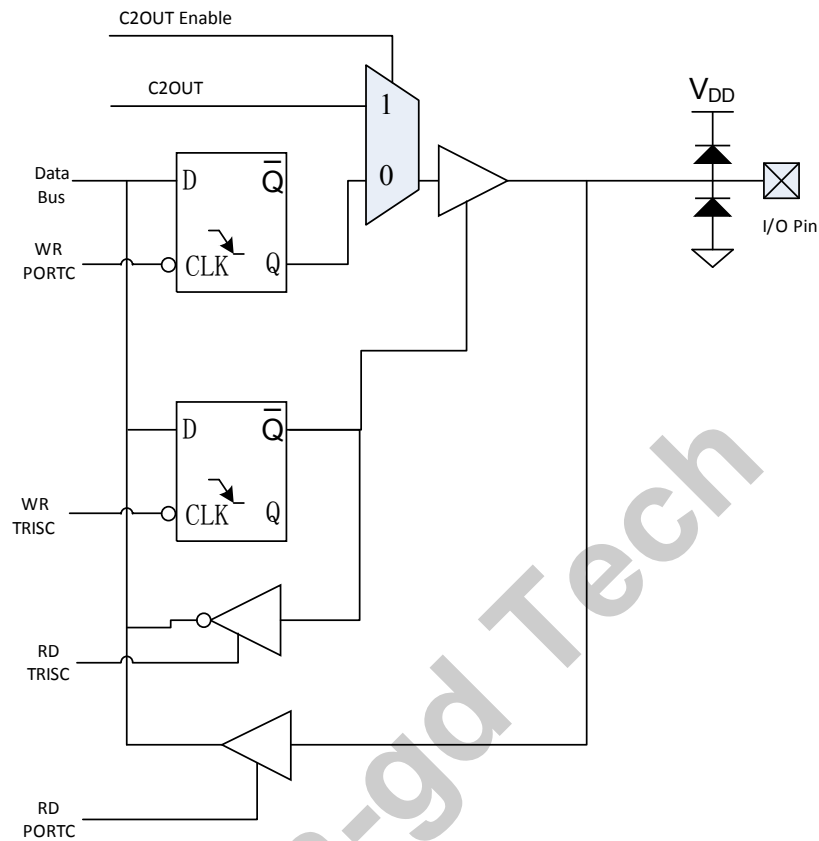 C2OUT Enable
C2OUT
1
0
VDD
I/O Pin
Data
Bus
D
Q̅
WR
PORTC
CLK
Q
D
Q̅
WR
TRISC
CLK
Q
RD
TRISC
RD
PORTC
-gd Tech